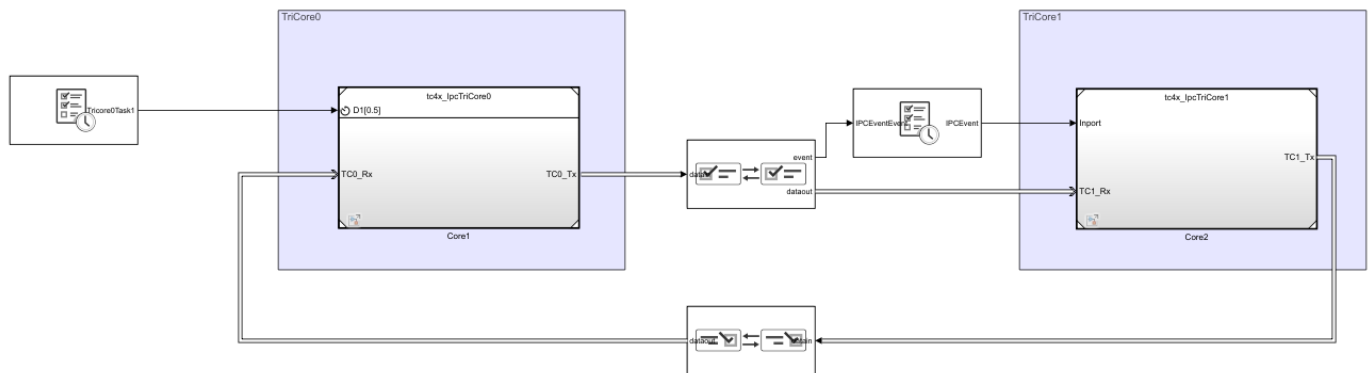 TriCore0
TriCore1
tc4x_IpcTriCore0
tc4x_IpcTriCore1
Tricore0Task1
D1[0.5]
IPCEventEvent
IPCEvent
Inport
event
TC1_Tx
TC0_Rx
TC0_Tx
dataout
TC1_Rx
Core1
Core2
dataout